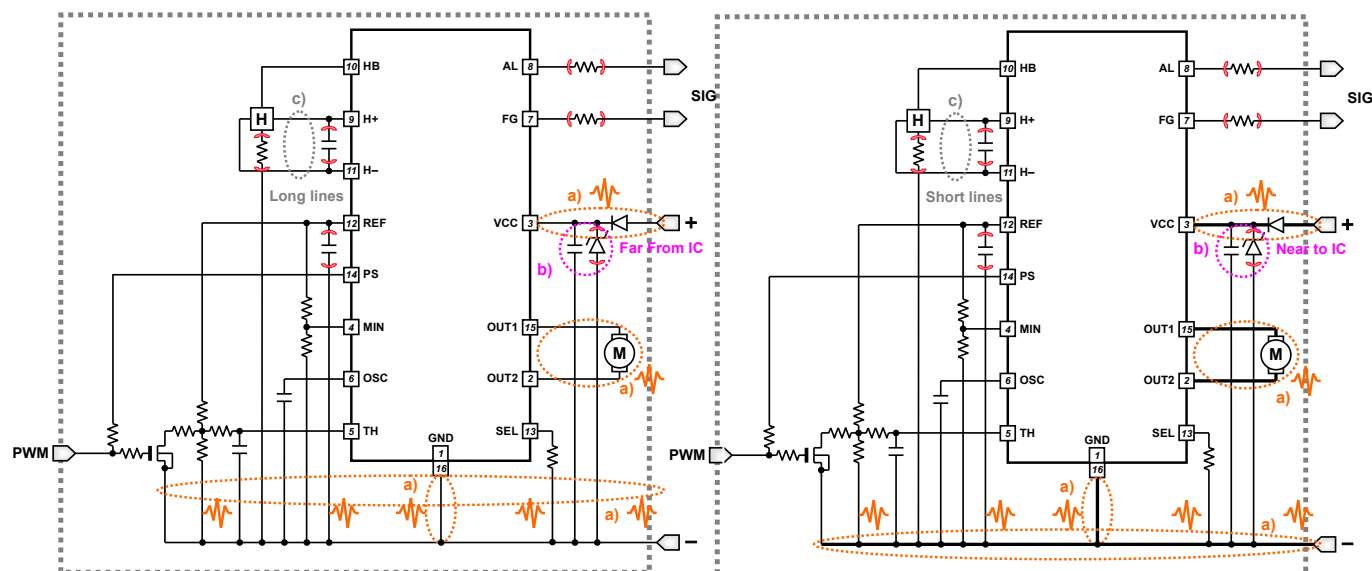 10 HB
AL 8
SIG
c)
H
9 H+
FG 7
11 H–
Long lines
a)
12 REF
VCC 3
+
Far From IC
b)
14 PS
4 MIN
OUT1 15
M
6 OSC
OUT2 2
a)
5 TH
SEL 13
PWM
GND
1
16
a)
a)
–
10 HB
AL 8
SIG
c)
H
9 H+
FG 7
11 H–
Short lines
a)
12 REF
VCC 3
+
Near to IC
b)
14 PS
4 MIN
OUT1 15
M
6 OSC
OUT2 2
a)
5 TH
SEL 13
PWM
GND
1
16
a)
a)
–